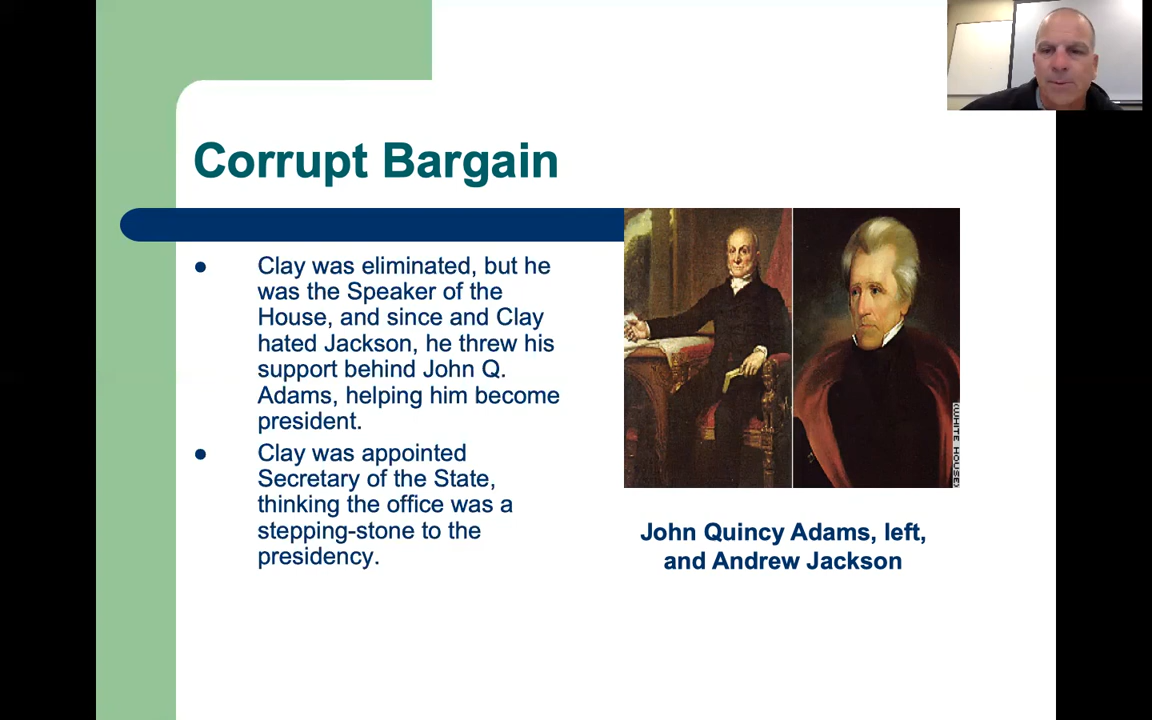 Corrupt Bargain
● Clay was eliminated, but he
was the Speaker of the
House, and since and Clay
hated Jackson, he threw his
support behind John Q.
Adams, helping him become
president.
● Clay was appointed
Secretary of the State,
thinking the office was a
stepping-stone to the
presidency.
(WHITE HOUSE)
John Quincy Adams, left,
and Andrew Jackson